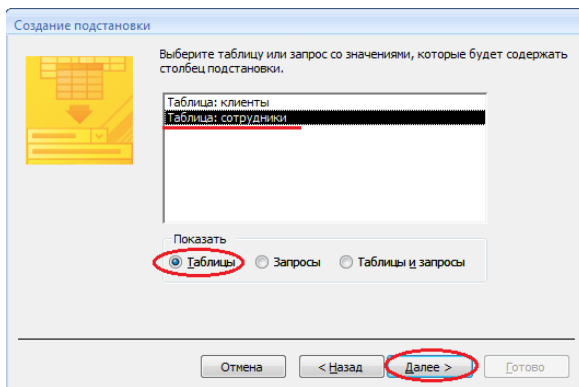 Создание подстановки
Выберите таблицу или запрос со значениями, которые будет содержать
столбец подстановки.
Таблица: клиенты
Таблица: сотрудники
Показать
Таблицы Запросы Таблицы и запросы
Отмена < Назад Далее > Готово